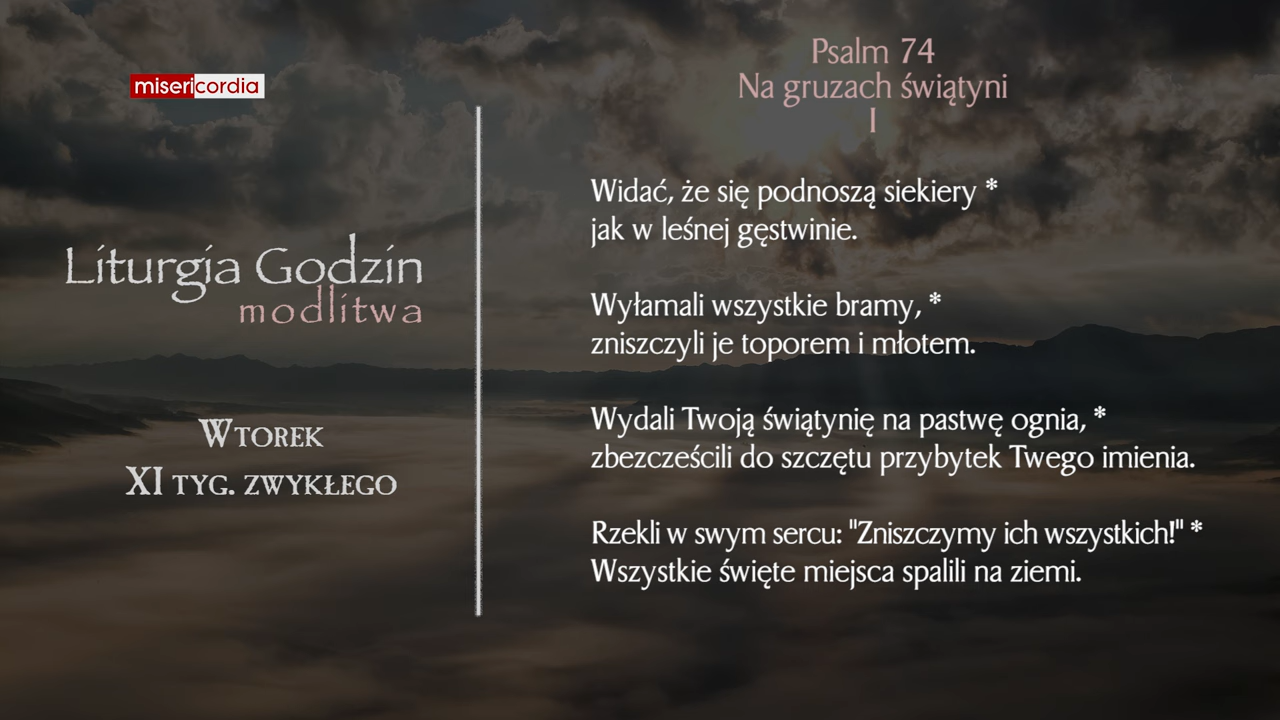 misericordia
Liturgia Godzin
modlitwa
Wtorek
XI tyg. zwykłego
Psalm 74
Na gruzach świątyni
I
Widać, że się podnoszą siekiery *
jak w leśnej gęstwinie.
Wyłamali wszystkie bramy, *
zniszczyli je toporem i młotem.
Wydali Twoją świątynię na pastwę ognia, *
zbezcześcili do szczętu przybytek Twego imienia.
Rzekli w swym sercu: "Zniszczymy ich wszystkich!" *
Wszystkie święte miejsca spalili na ziemi.